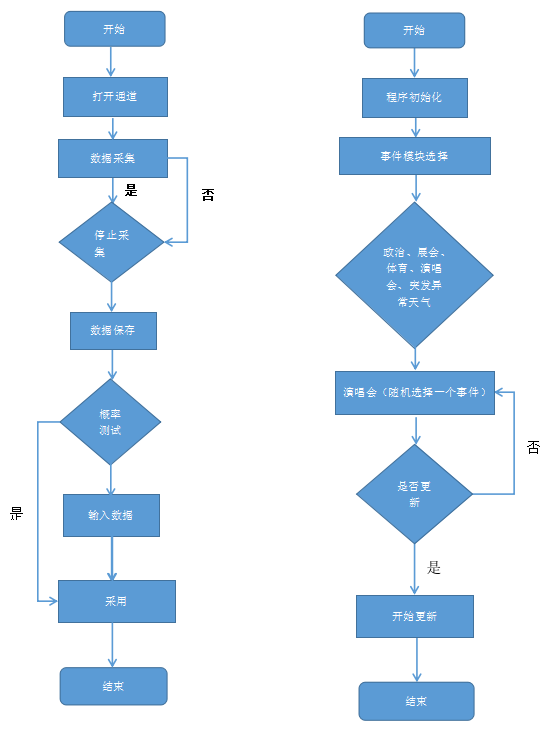 开始
打开通道
数据采集
是
否
停止采
集
数据保存
概率
测试
是
输入数据
采用
结束
开始
程序初始化
事件模块选择
政治、展会、
体育、演唱
会、突发异
常天气
演唱会（随机选择一个事件）
否
是否更
新
是
开始更新
结束